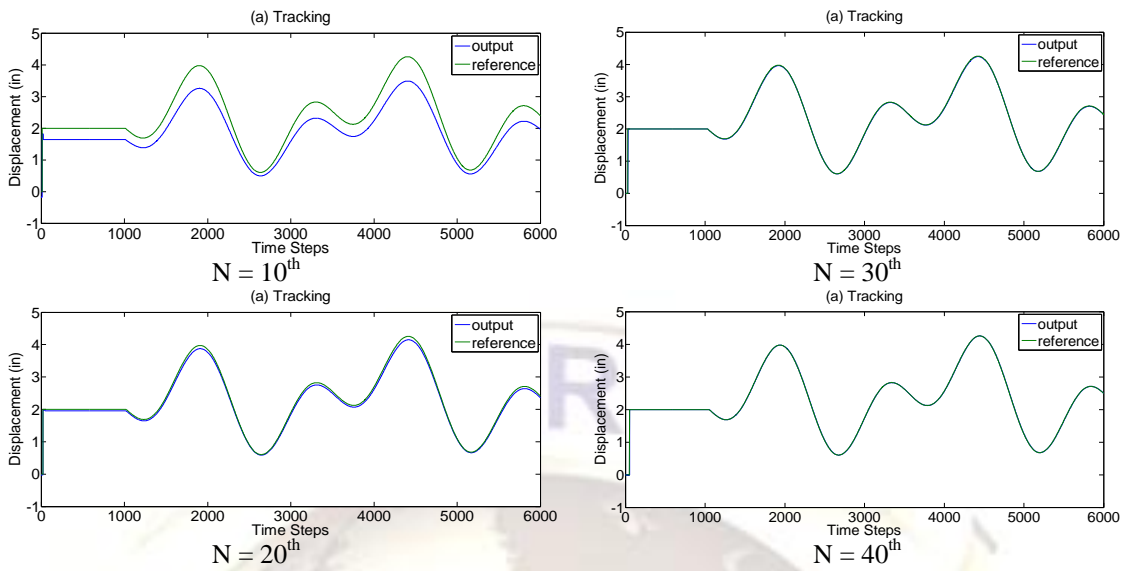 (a) Tracking
5
4
3
2
1
0
-1
Displacement (in)
output
reference
0 1000 2000 3000 4000 5000 6000
Time Steps
N = 10th
(a) Tracking
5
4
3
2
1
0
-1
Displacement (in)
output
reference
0 1000 2000 3000 4000 5000 6000
Time Steps
N = 30th
(a) Tracking
5
4
3
2
1
0
-1
Displacement (in)
output
reference
0 1000 2000 3000 4000 5000 6000
Time Steps
N = 20th
(a) Tracking
5
4
3
2
1
0
-1
Displacement (in)
output
reference
0 1000 2000 3000 4000 5000 6000
Time Steps
N = 40th
R